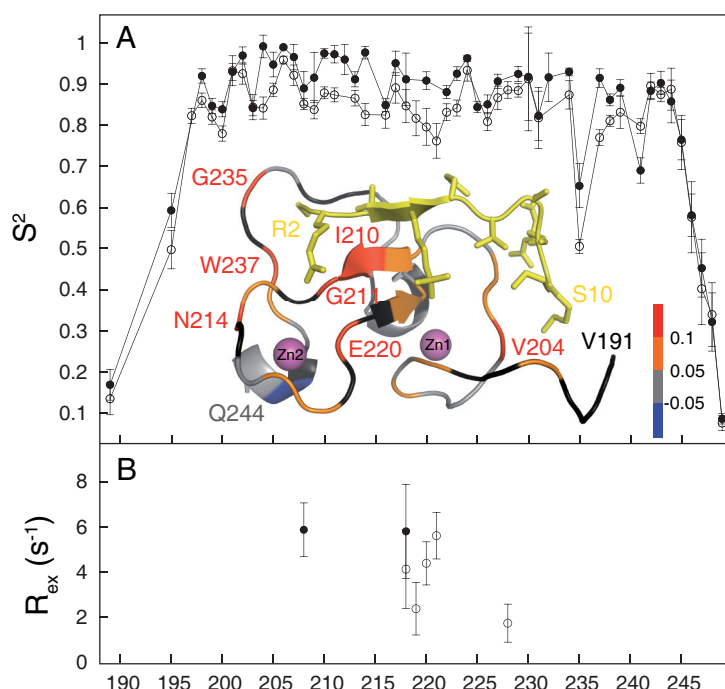 A
S²
1
0.9
0.8
0.7
0.6
0.5
0.4
0.3
0.2
0.1
G235
R2
I210
W237
G211
S10
N214
Zn2
E220
Zn1
V204
V191
Q244
0.1
0.05
-0.05
B
Rex (s⁻¹)
8
6
4
2
0
190 195 200 205 210 215 220 225 230 235 240 245